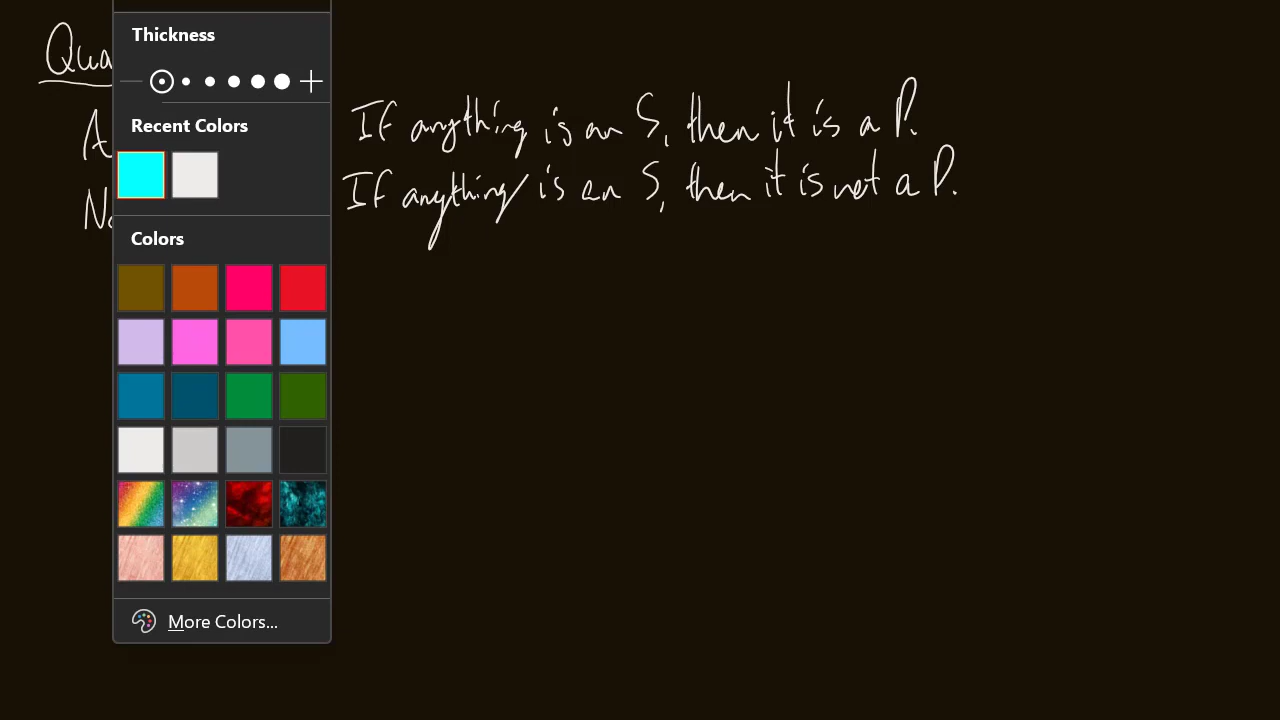 Thickness
Recent Colors
Colors
More Colors...
If anything is an S, then it is a P.
If anything is an S, then it is not a P.